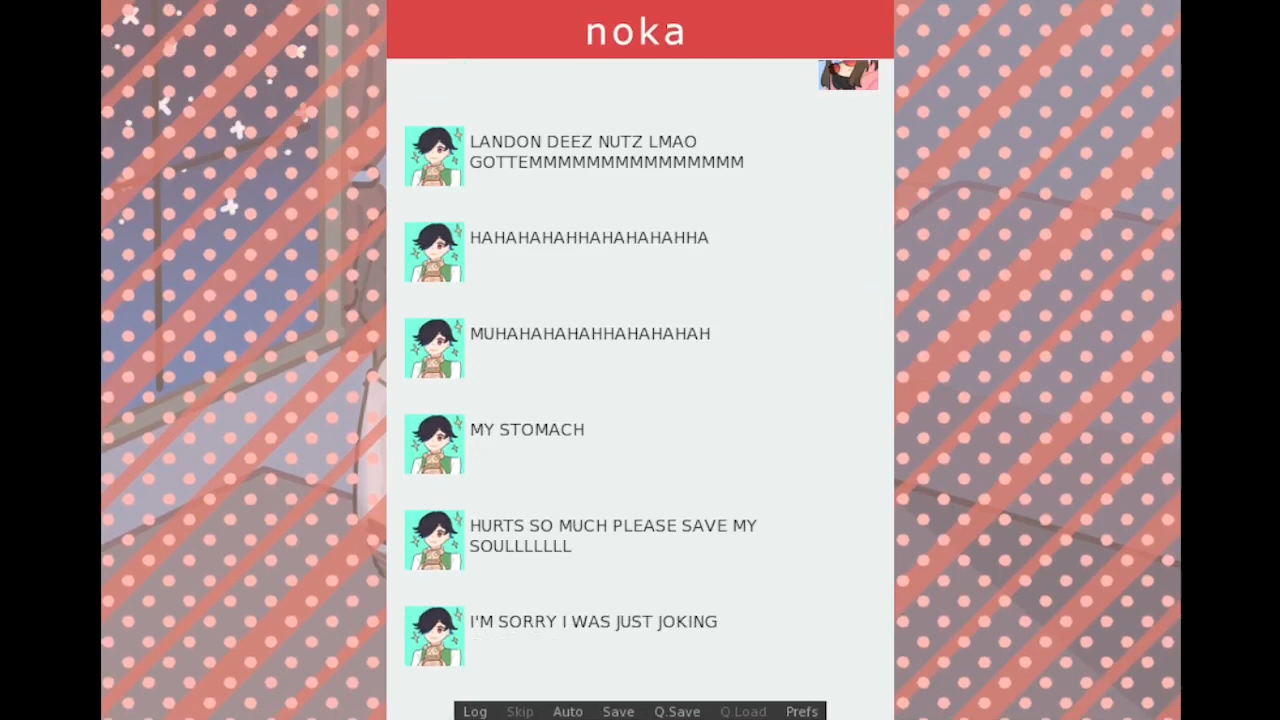 noka
LANDON DEEZ NUTZ LMAO
GOTTEMMMMMMMMMMMMMMM
HAHAHAHAHHAHAHAHAHHA
MUHAHAHAHAHHAHAHAHAH
MY STOMACH
HURTS SO MUCH PLEASE SAVE MY
SOULLLLLLL
I'M SORRY I WAS JUST JOKING
Log Skip Auto Save Q.Save Q.Load Prefs